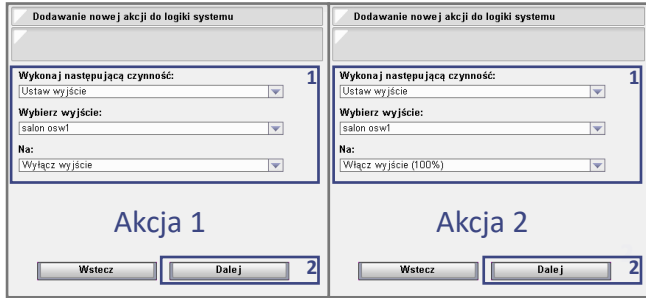 Dodawanie nowej akcji do logiki systemu
Wykonaj następującą czynność:
1
Ustaw wyjście
Wybierz wyjście:
salon osw1
Na:
Wyłącz wyjście
Akcja 1
Wstecz
Dalej
2
Dodawanie nowej akcji do logiki systemu
Wykonaj następującą czynność:
1
Ustaw wyjście
Wybierz wyjście:
salon osw1
Na:
Włącz wyjście (100%)
Akcja 2
Wstecz
Dalej
2